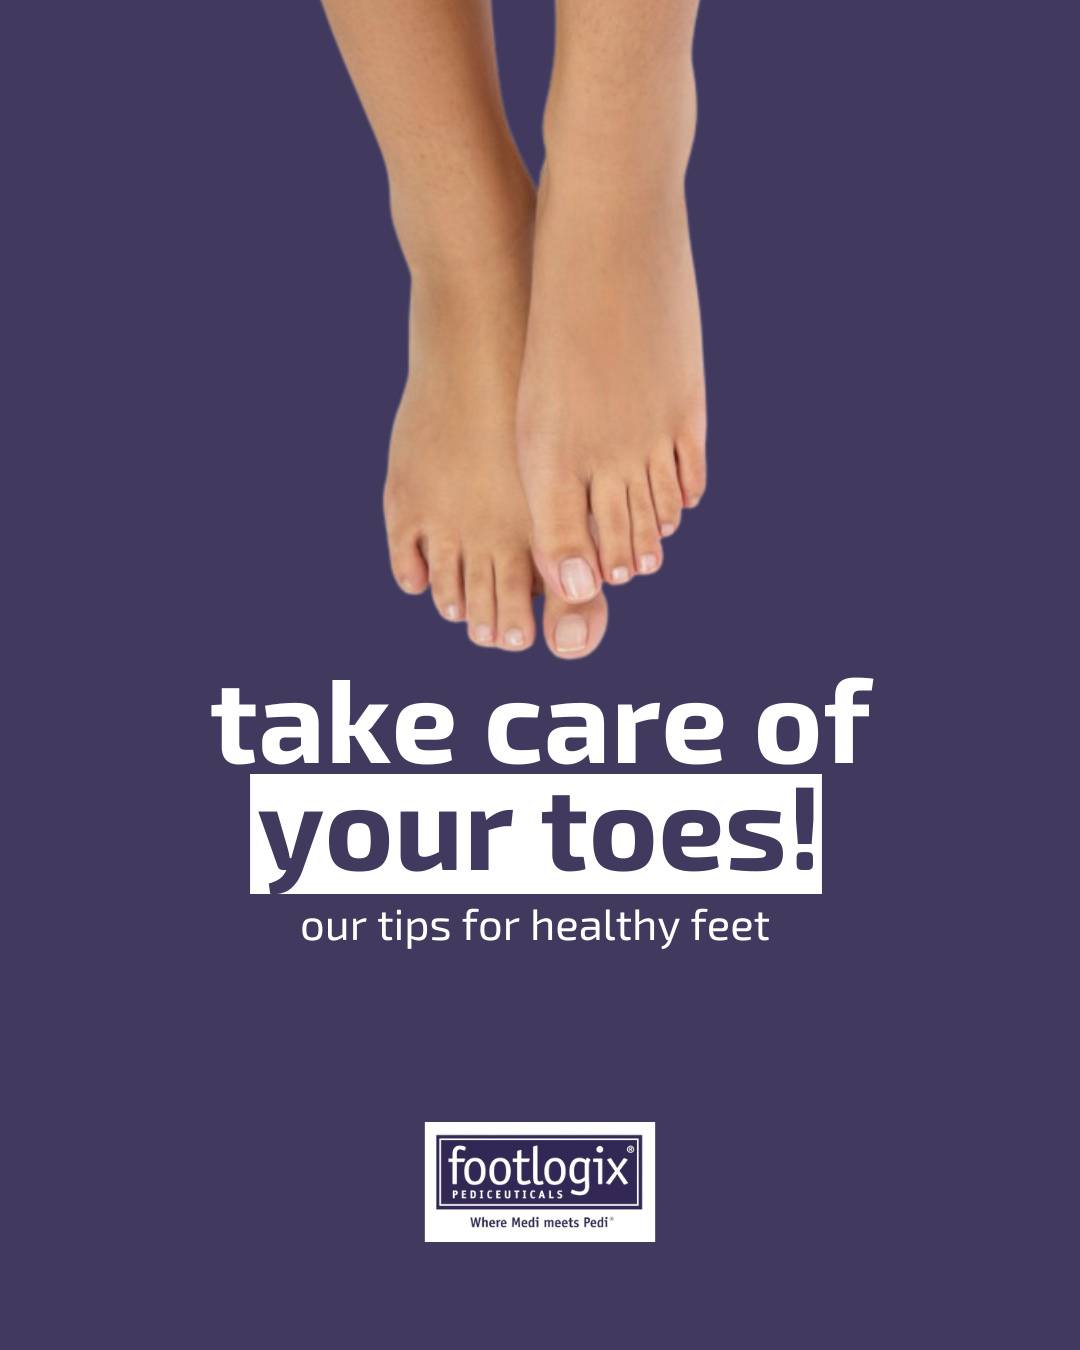 take care of
your toes!
our tips for healthy feet
footlogix®
PEDICEUTICALS
Where Medi meets Pedi®